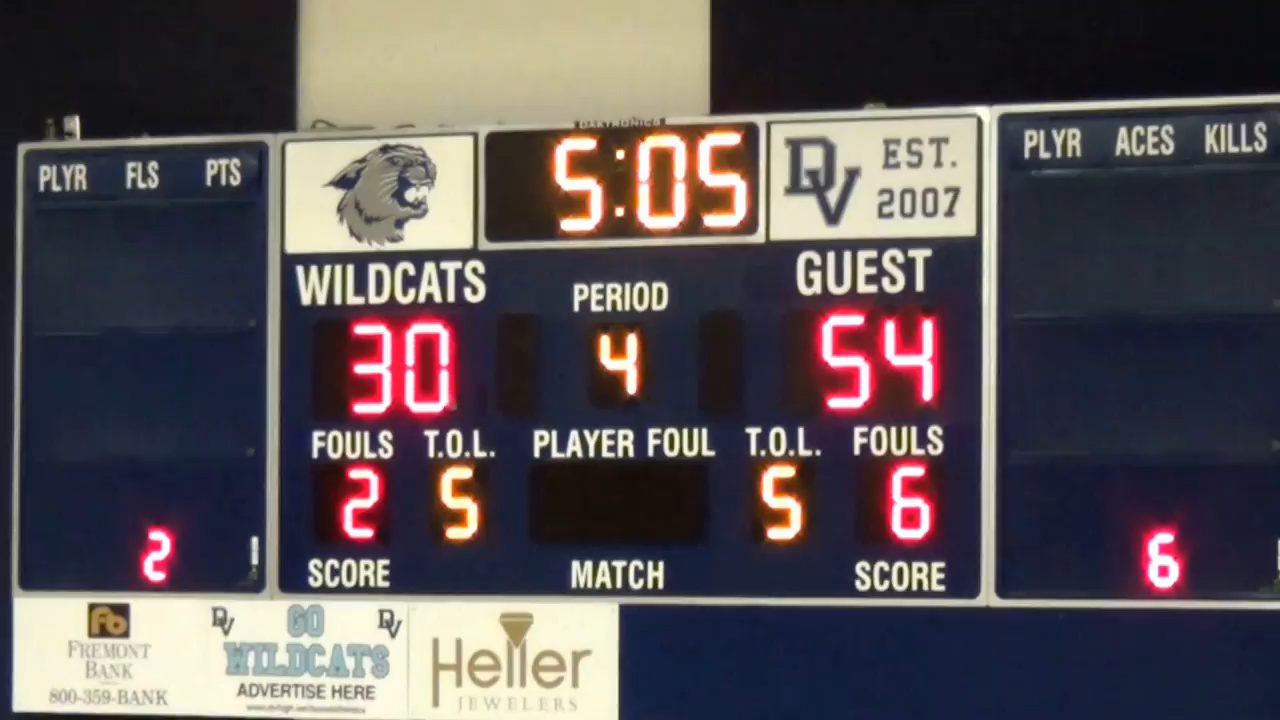 DAKTRONICS
PLYR FLS PTS
5:05
DV EST. 2007
PLYR ACES KILLS
WILDCATS
PERIOD
GUEST
30 4 54
FOULS T.O.L. PLAYER FOUL T.O.L. FOULS
2 5 5 6
2
6
SCORE MATCH SCORE
Fb
FREMONT
BANK
800-359-BANK
DV GO DV
WILDCATS
ADVERTISE HERE
Heller
JEWELERS